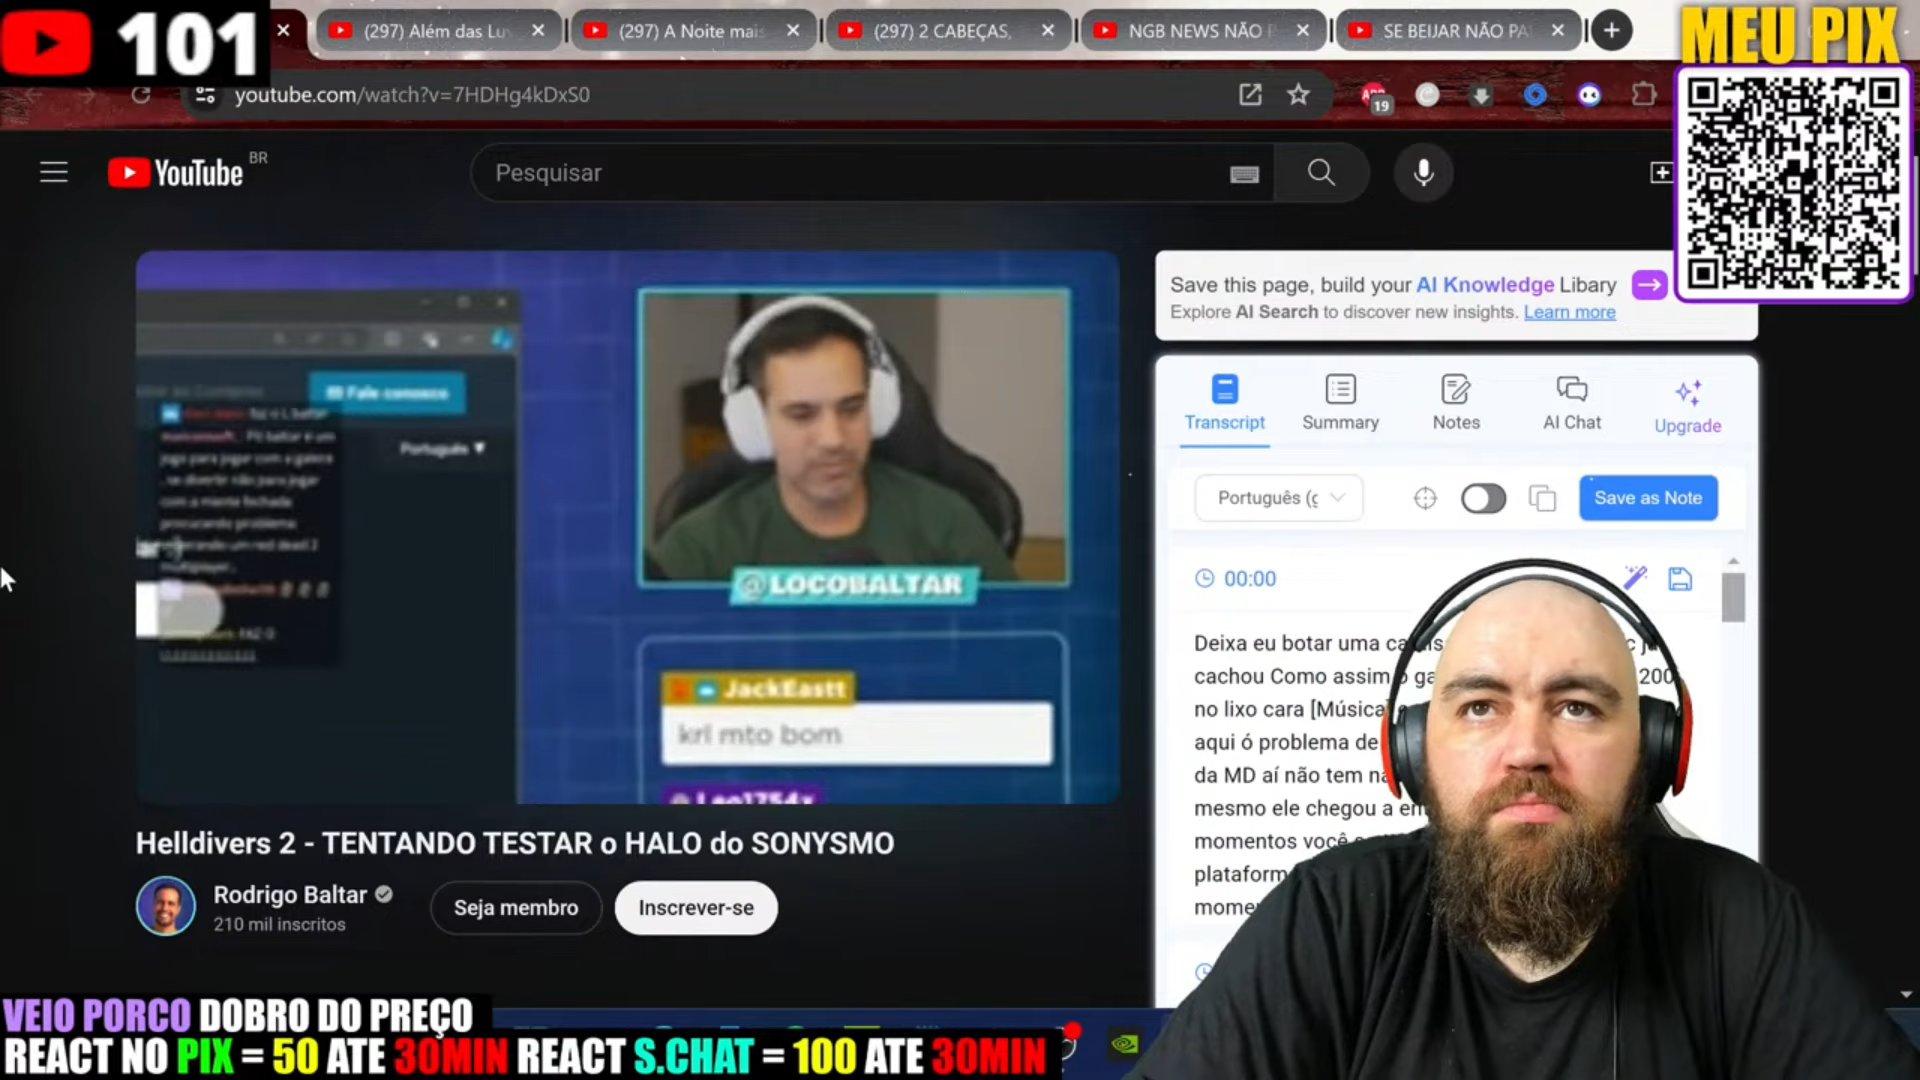 101
(297) Além das Lu
(297) A Noite mais
(297) 2 CABEÇAS,
NGB NEWS NÃO P
SE BEIJAR NÃO PA
MEU PIX
youtube.com/watch?v=7HDHg4kDxS0
19
YouTube BR
Pesquisar
Save this page, build your AI Knowledge Libary
Explore AI Search to discover new insights. Learn more
Fale conosco
Português
@LOCOBALTAR
JackEastt
krl mto bom
Transcript
Summary
Notes
AI Chat
Upgrade
Português (g
Save as Note
00:00
Deixa eu botar uma
cachou Como assim
200
no lixo cara [Música]
aqui ó problema de
da MD aí não tem
mesmo ele chegou a
momentos você
Helldivers 2 - TENTANDO TESTAR o HALO do SONYSMO
Rodrigo Baltar
210 mil inscritos
Seja membro
Inscrever-se
VEIO PORCO DOBRO DO PREÇO
REACT NO PIX = 50 ATE 30MIN REACT S.CHAT = 100 ATE 30MIN